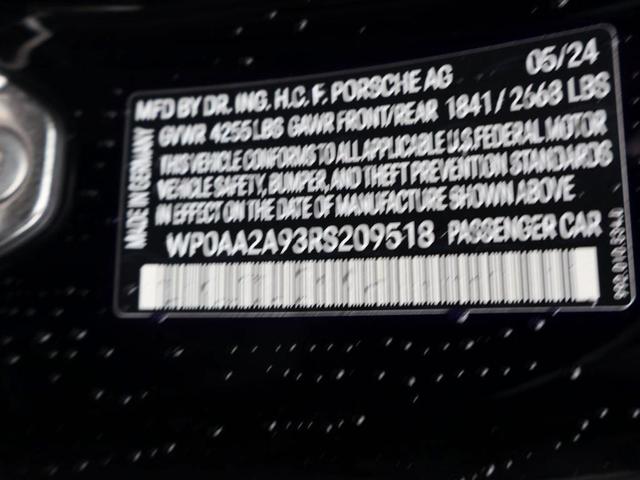 05/24
MFD BY DR. ING. H.C. F. PORSCHE AG
GVWR 4255 LBS GAWR FRONT/REAR 1841 / 2668 LBS
THIS VEHICLE CONFORMS TO ALL APPLICABLE U.S. FEDERAL MOTOR
VEHICLE SAFETY, BUMPER, AND THEFT PREVENTION STANDARDS
IN EFFECT ON THE DATE OF MANUFACTURE SHOWN ABOVE
WP0AA2A93RS209518 PASSENGER CAR
MADE IN GERMANY